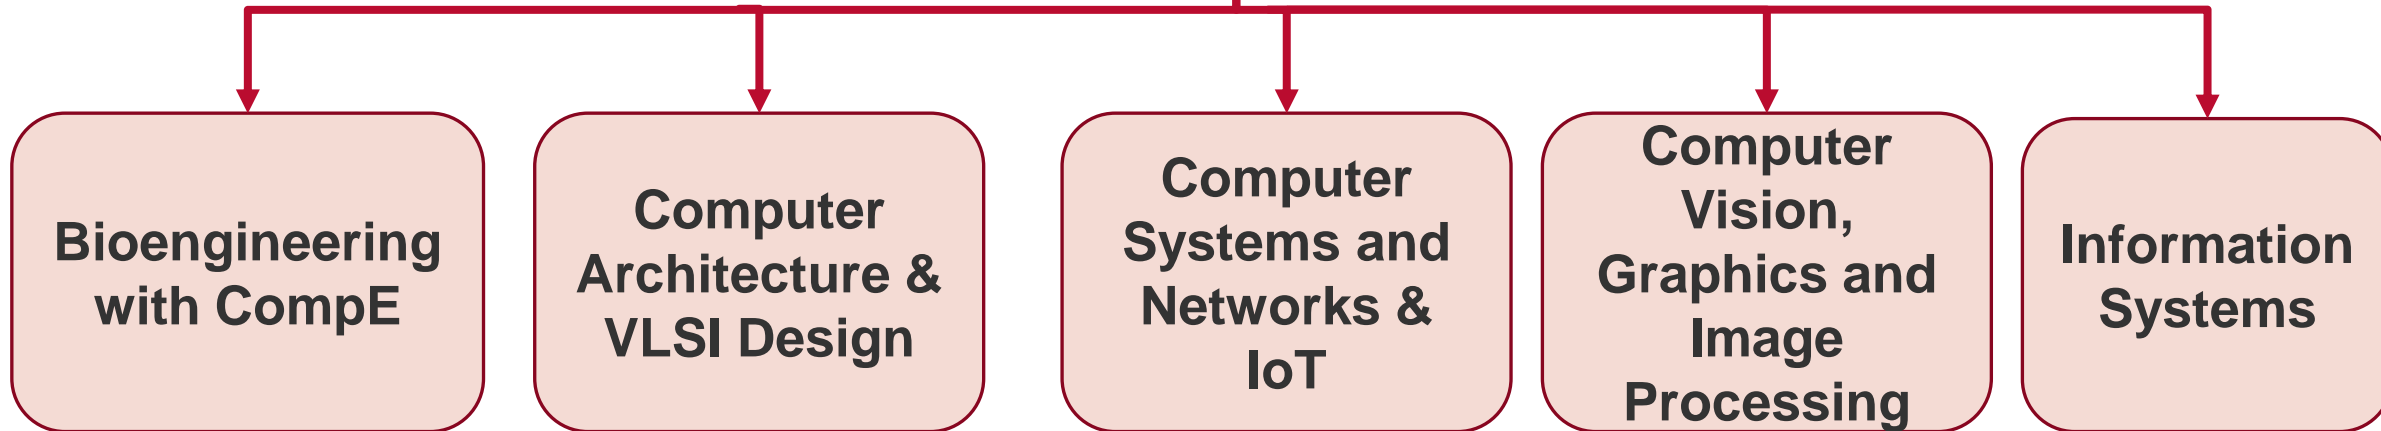 Bioengineering
with CompE
Computer
Architecture &
VLSI Design
Computer
Systems and
Networks &
IoT
Computer
Vision,
Graphics and
Image
Processing
Information
Systems